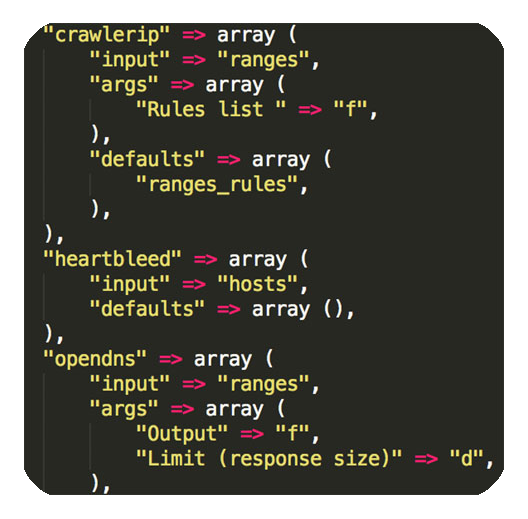 "crawlerip" => array (
"input" => "ranges",
"args" => array (
"Rules list " => "f",
),
"defaults" => array (
"ranges_rules",
),
),
"heartbleed" => array (
"input" => "hosts",
"defaults" => array (),
),
"opendns" => array (
"input" => "ranges",
"args" => array (
"Output" => "f",
"Limit (response size)" => "d",
),